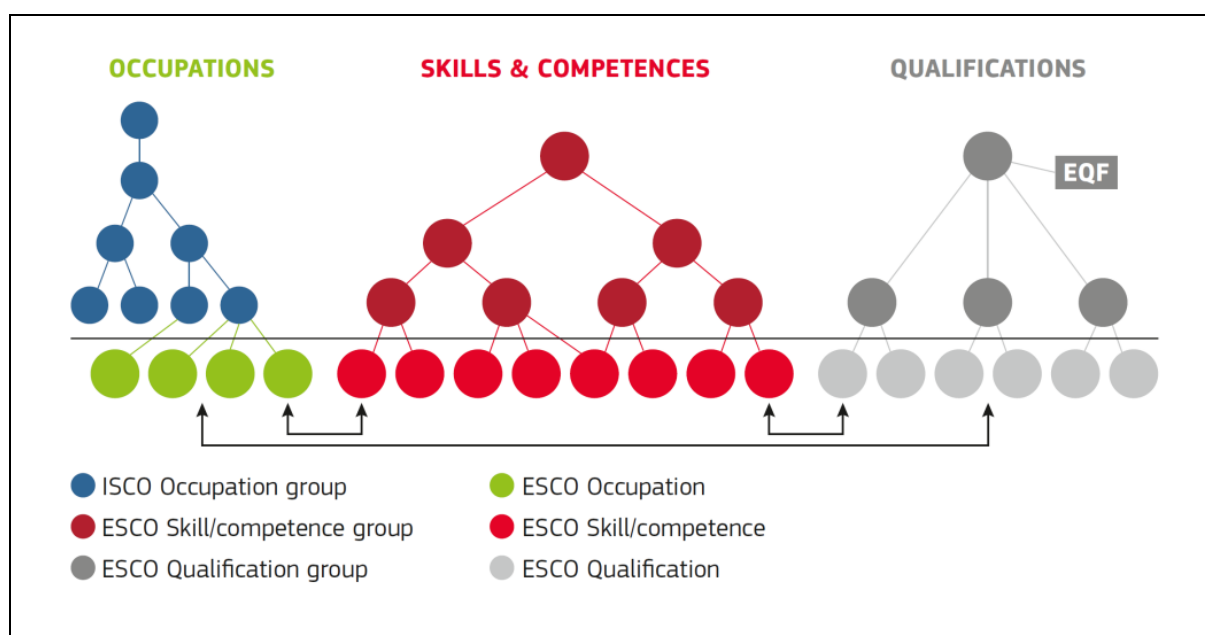 OCCUPATIONS
SKILLS & COMPETENCES
QUALIFICATIONS
EQF
ISCO Occupation group
ESCO Occupation
ESCO Skill/competence group
ESCO Skill/competence
ESCO Qualification group
ESCO Qualification